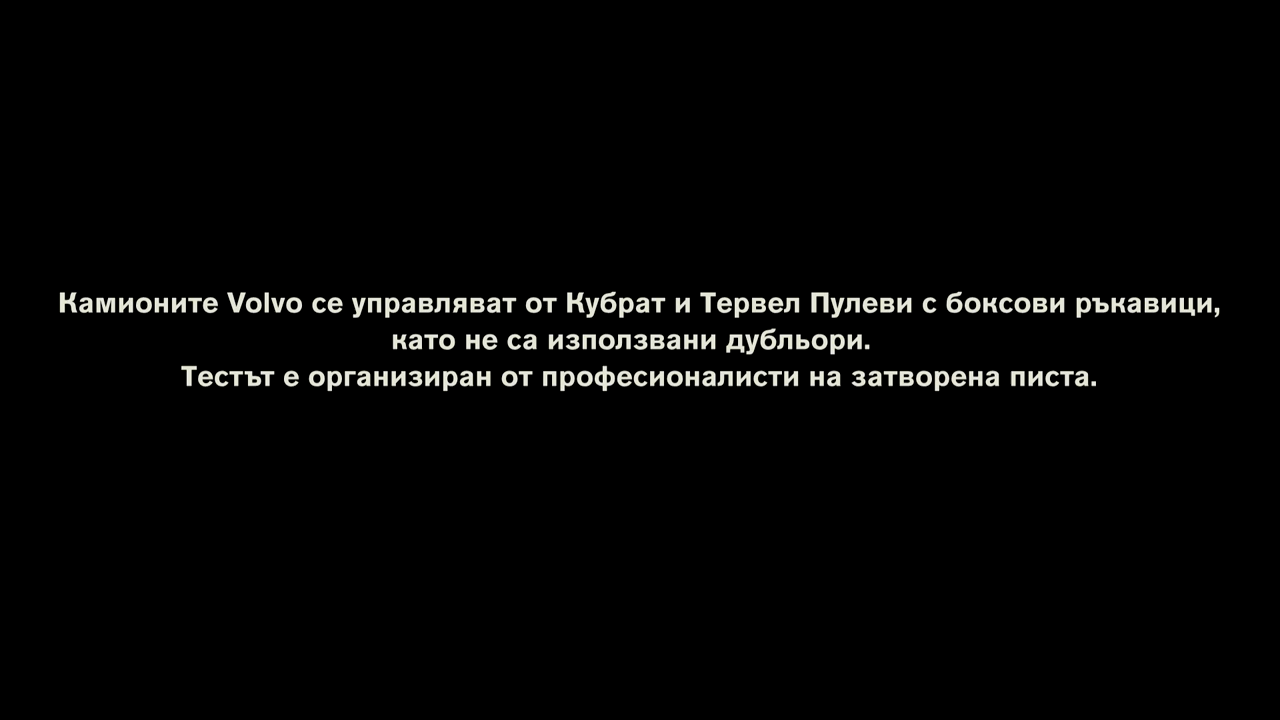 Камионите Volvo се управляват от Кубрат и Тервел Пулеви с боксови ръкавици,
като не са използвани дубльори.
Тестът е организиран от професионалисти на затворена писта.